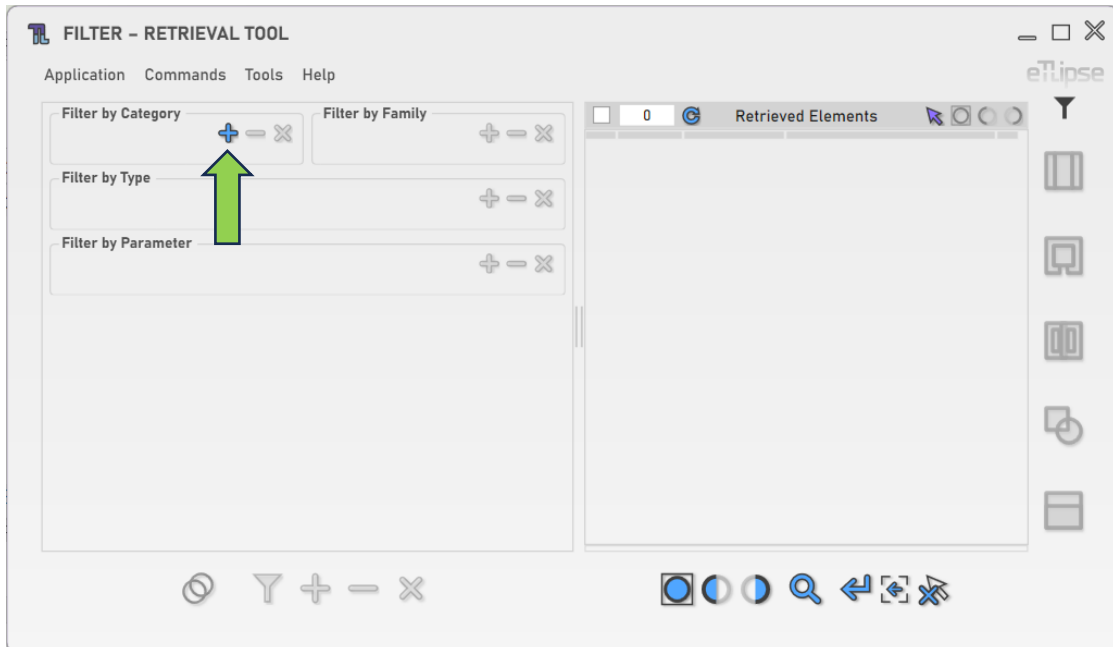 FILTER – RETRIEVAL TOOL
Application Commands Tools Help
eTLipse
Filter by Category
Filter by Family
Filter by Type
Filter by Parameter
0 Retrieved Elements